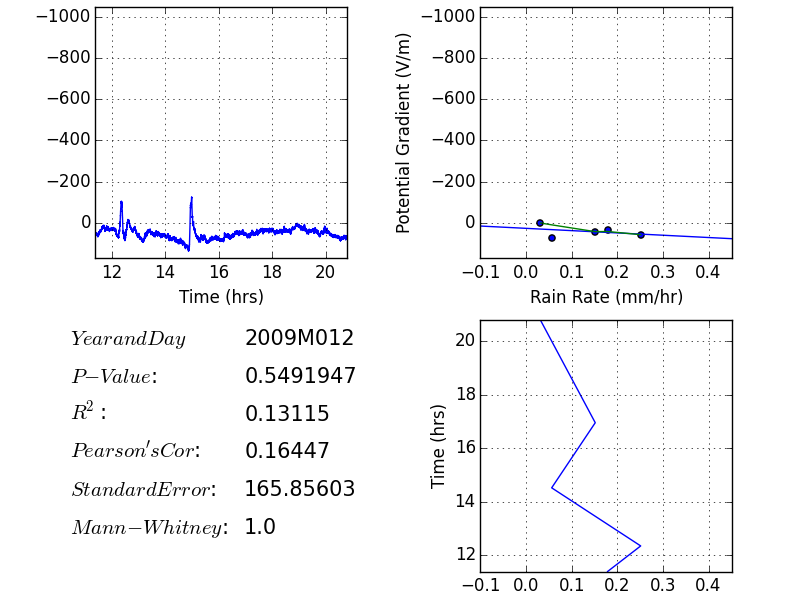 −1000
−800
−600
−400
−200
0
12 14 16 18 20
Time (hrs)
Potential Gradient (V/m)
−1000
−800
−600
−400
−200
0
−0.1 0.0 0.1 0.2 0.3 0.4
Rain Rate (mm/hr)
YearandDay 2009M012
P−Value: 0.5491947
R²: 0.13115
Pearson'sCor: 0.16447
StandardError: 165.85603
Mann−Whitney: 1.0
Time (hrs)
20
18
16
14
12
−0.1 0.0 0.1 0.2 0.3 0.4